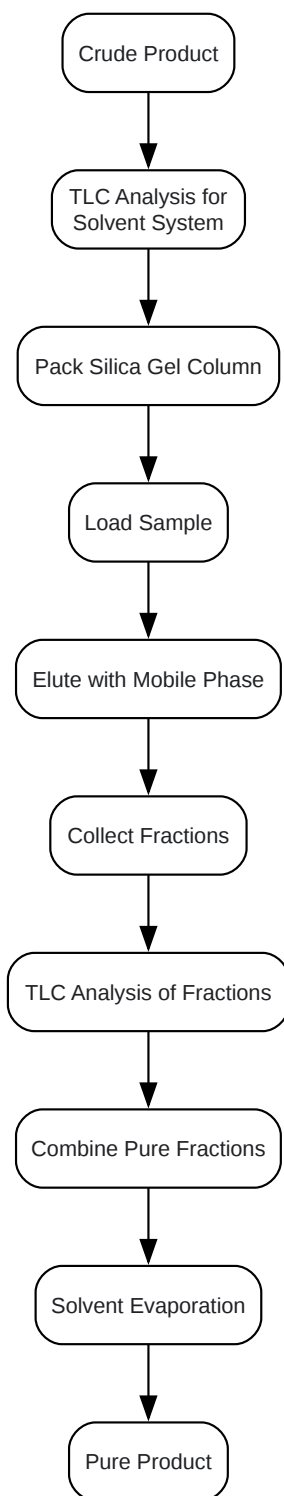 Crude Product
TLC Analysis for
Solvent System
Pack Silica Gel Column
Load Sample
Elute with Mobile Phase
Collect Fractions
TLC Analysis of Fractions
Combine Pure Fractions
Solvent Evaporation
Pure Product